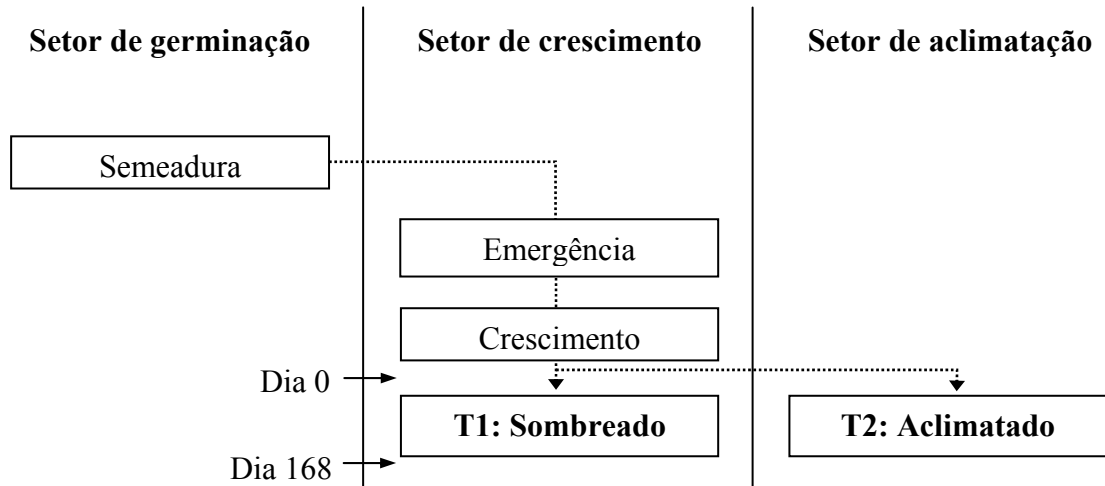 Setor de germinação
Setor de crescimento
Setor de aclimatação
Semeadura
Emergência
Crescimento
Dia 0
T1: Sombreado
T2: Aclimatado
Dia 168